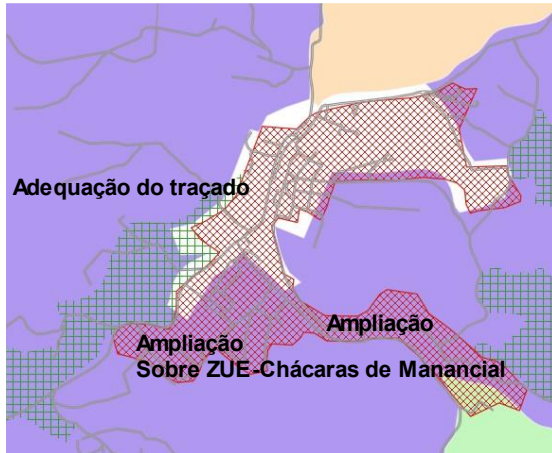 Adequação do traçado
Ampliação
Ampliação
Sobre ZUE-Chácaras de Manancial